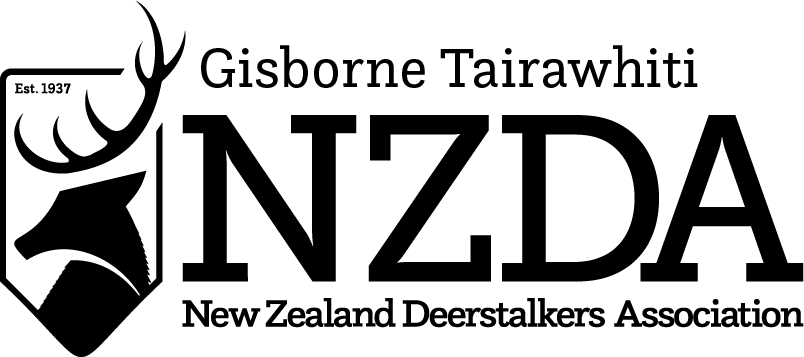 Est. 1937
Gisborne Tairawhiti
NZDA
New Zealand Deerstalkers Association